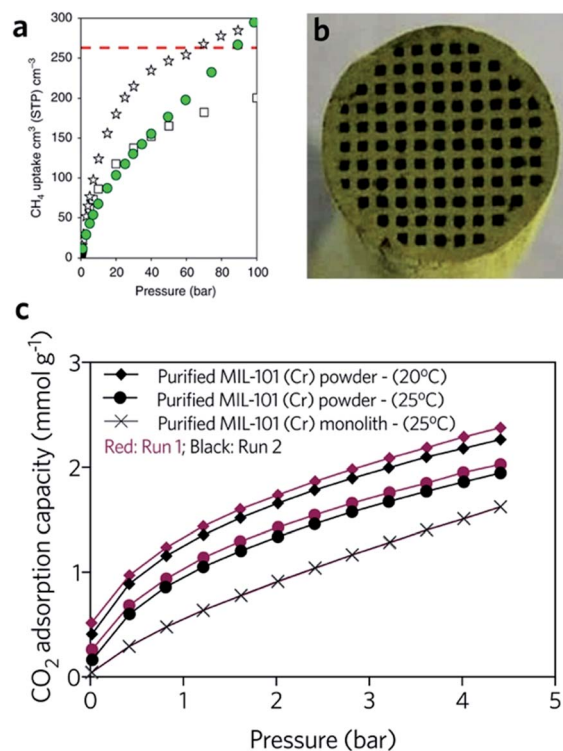 a
CH₄ uptake cm³ (STP) cm⁻³
300
250
200
150
100
50
0
0 20 40 60 80 100
Pressure (bar)
b
c
CO₂ adsorption capacity (mmol g⁻¹)
3
2
1
0
Purified MIL-101 (Cr) powder - (20°C)
Purified MIL-101 (Cr) powder - (25°C)
Purified MIL-101 (Cr) monolith - (25°C)
Red: Run 1; Black: Run 2
0 1 2 3 4 5
Pressure (bar)